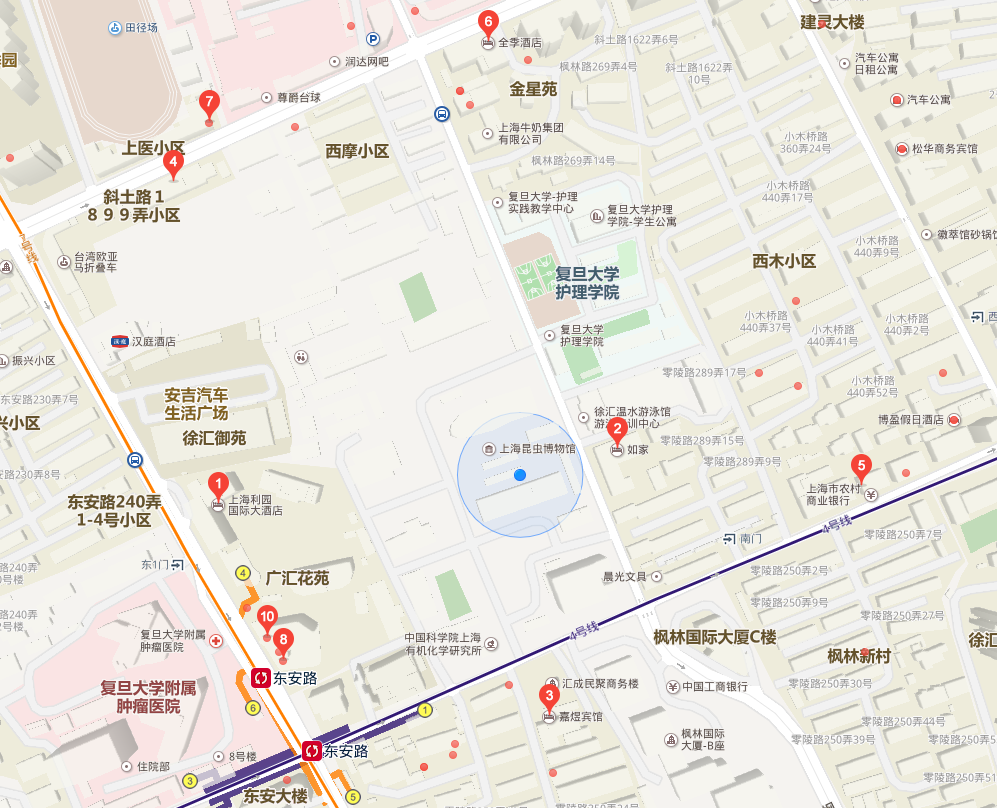 6
建灵大楼
田径场
P
金季酒店
斜土路1622弄6号
润达网吧
枫林路269弄4号
斜土路1622弄
10号
汽车公寓
日租公寓
金星苑
尊爵台球
7
汽车公寓
上海牛奶集团
有限公司
小木桥路
360弄24号
松华商务宾馆
上医小区
4
西摩小区
枫林路269弄14号
斜土路1
899弄小区
复旦大学-护理
实践教学中心
复旦大学护理
学院-学生公寓
小木桥路
440弄17号
徽萃馆砂锅饭
7号线
台湾欧亚
马折叠车
小木桥路
440弄9号
西木小区
复旦大学
护理学院
小木桥路
440弄37号
小木桥路
440弄41号
小木桥路
440弄2号
西
汉庭酒店
复旦大学
护理学院
振兴小区
零陵路289弄17号
小木桥路
440弄52号
东安路230弄7号
安吉汽车
生活广场
徐汇御苑
徐汇温水游泳馆
2
博盈假日酒店
上海昆虫博物馆
如家
零陵路289弄15号
零陵路289弄9号
5
1
上海利园
国际大酒店
上海市农村
商业银行
东安路240弄
1-4号小区
4号线
南门
零陵路250弄7号
东1门
4
广汇花苑
晨光文具
零陵路250弄2号
零陵路250弄9号
零陵路250弄27号
10
8
复旦大学附属
肿瘤医院
中国科学院上海
有机化学研究所
4号线
枫林国际大厦C楼
枫林新村
徐汇
东安路
复旦大学附属
肿瘤医院
汇成民聚商务楼
中国工商银行
零陵路250弄30号
3
嘉煜宾馆
6
1
枫林国际
大厦-B座
零陵路250弄44号
零陵路250弄39号
东安路
8号楼
住院部
3
东安大楼
5